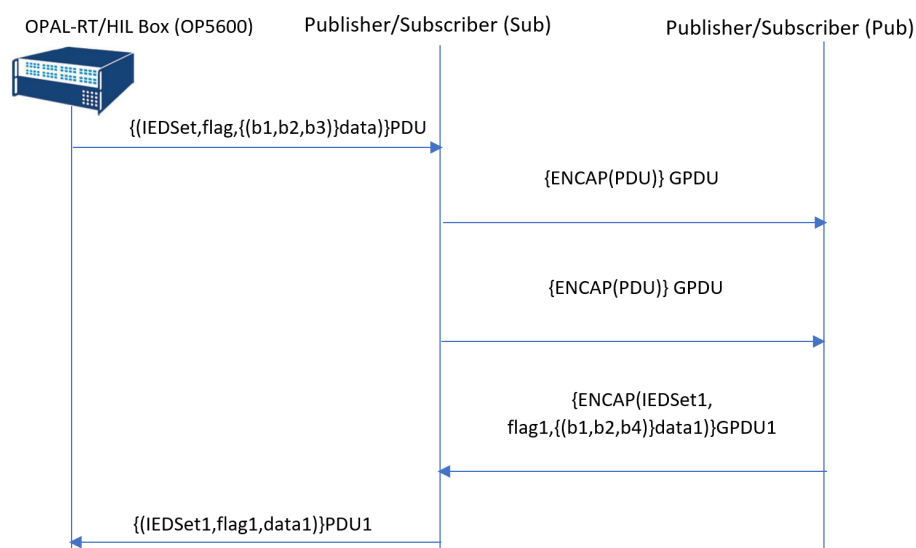 OPAL-RT/HIL Box (OP5600)
Publisher/Subscriber (Sub)
Publisher/Subscriber (Pub)
{(IEDSet,flag,{(b1,b2,b3)}data)}PDU
{ENCAP(PDU)} GPDU
{ENCAP(PDU)} GPDU
{ENCAP(IEDSet1,
flag1,{(b1,b2,b4)}data1)}GPDU1
{(IEDSet1,flag1,data1)}PDU1